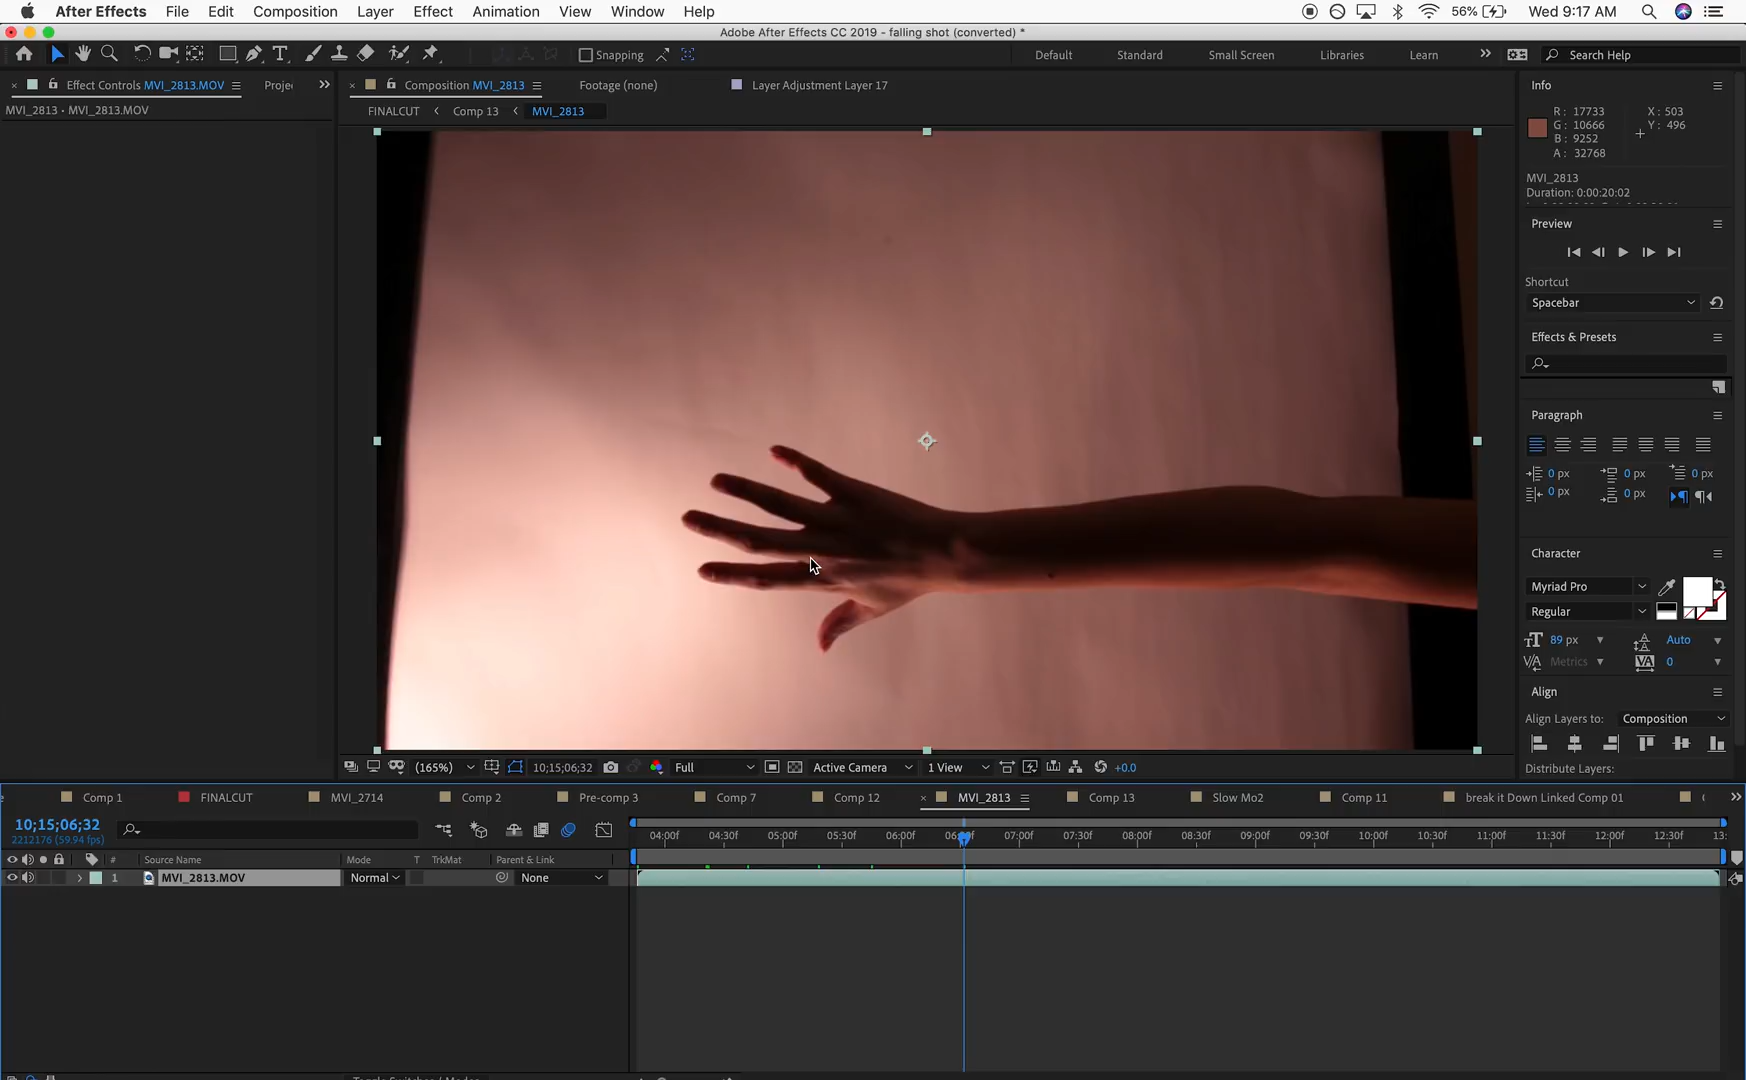 After Effects File Edit Composition Layer Effect Animation View Window Help 56% Wed 9:17 AM
Adobe After Effects CC 2019 - falling shot (converted) *
Snapping Default Standard Small Screen Libraries Learn Search Help
Effect Controls MVI_2813.MOV Projec Composition MVI_2813 Footage (none) Layer Adjustment Layer 17 Info
MVI_2813 • MVI_2813.MOV FINALCUT Comp 13 MVI_2813
R : 17733 X : 503
G : 10666 Y : 496
B : 9252
A : 32768
MVI_2813
Duration: 0:00:20:02
Preview
Shortcut
Spacebar
Effects & Presets
Paragraph
0 px 0 px 0 px
0 px 0 px
Character
Myriad Pro
Regular
89 px Auto
Metrics 0
Align
Align Layers to: Composition
Distribute Layers:
(165%) 10;15;06;32 Full Active Camera 1 View +0.0
Comp 1 FINALCUT MVI_2714 Comp 2 Pre-comp 3 Comp 7 Comp 12 MVI_2813 Comp 13 Slow Mo2 Comp 11 break it Down Linked Comp 01
10;15;06;32
2212176 (59.94 fps)
04:00f 04:30f 05:00f 05:30f 06:00f 07:00f 07:30f 08:00f 08:30f 09:00f 09:30f 10:00f 10:30f 11:00f 11:30f 12:00f 12:30f 13:
# Source Name Mode T TrkMat Parent & Link
1 MVI_2813.MOV Normal None
Toggle Switches / Modes